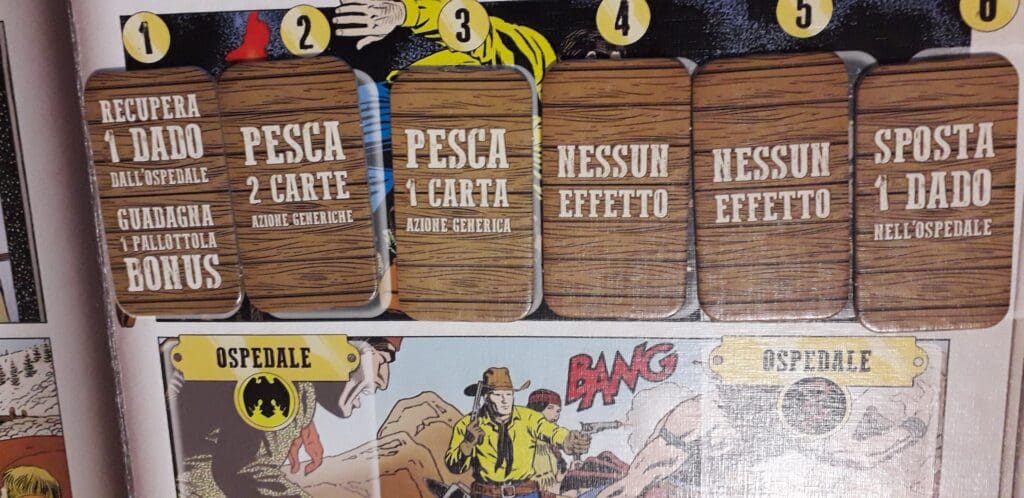 1
2
3
4
5
6
RECUPERA
1 DADO
DALL'OSPEDALE
GUADAGNA
1 PALLOTTOLA
BONUS
PESCA
2 CARTE
AZIONE GENERICHE
PESCA
1 CARTA
AZIONE GENERICA
NESSUN
EFFETTO
NESSUN
EFFETTO
SPOSTA
1 DADO
NELL'OSPEDALE
OSPEDALE
BANG
OSPEDALE